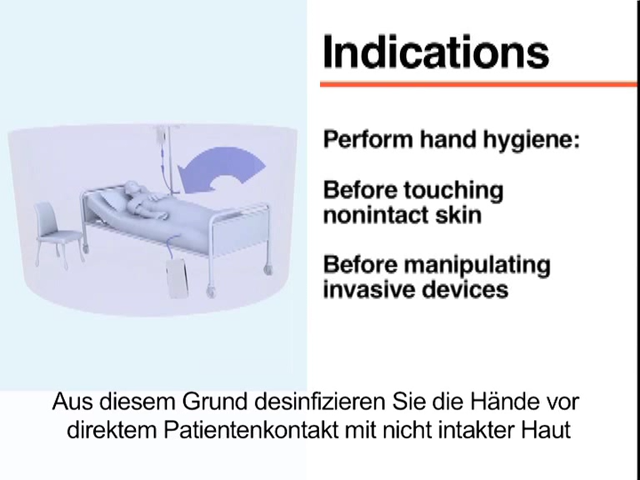 Indications
Perform hand hygiene:
Before touching
nonintact skin
Before manipulating
invasive devices
Aus diesem Grund desinfizieren Sie die Hände vor
direktem Patientenkontakt mit nicht intakter Haut